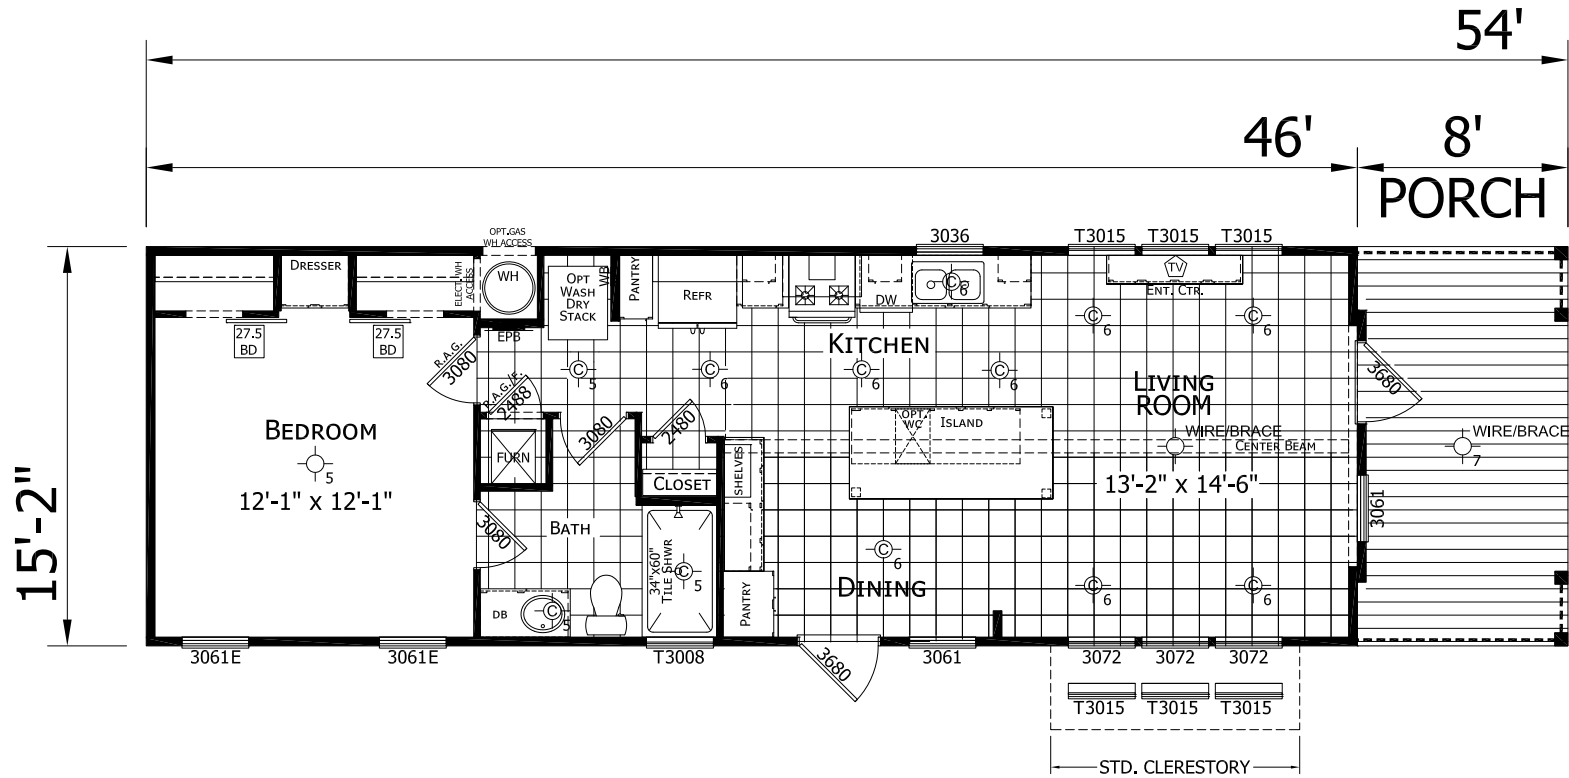 54'
46'
8'
PORCH
15'-2"
OPT.GAS
WH ACCESS
3036
T3015
T3015
T3015
DRESSER
ELECT.WH
ACCESS
WH
OPT
WASH
DRY
STACK
WB
PANTRY
REFR
DW
C 6
TV
ENT. CTR.
27.5
BD
27.5
BD
R.A.G.
3080
EPB
R.A.G./F.
2488
C 5
C 6
KITCHEN
C 6
C 6
C 6
C 6
LIVING
ROOM
3680
BEDROOM
5
12'-1" x 12'-1"
FURN
3080
2480
CLOSET
SHELVES
OPT
WC
ISLAND
WIRE/BRACE
CENTER BEAM
13'-2" x 14'-6"
WIRE/BRACE
7
3061
3080
BATH
34"x60"
TILE SHWR
C 5
C 6
DINING
C 6
C 6
DB
C 5
PANTRY
3061E
3061E
T3008
3680
3061
3072
3072
3072
T3015
T3015
T3015
STD. CLERESTORY